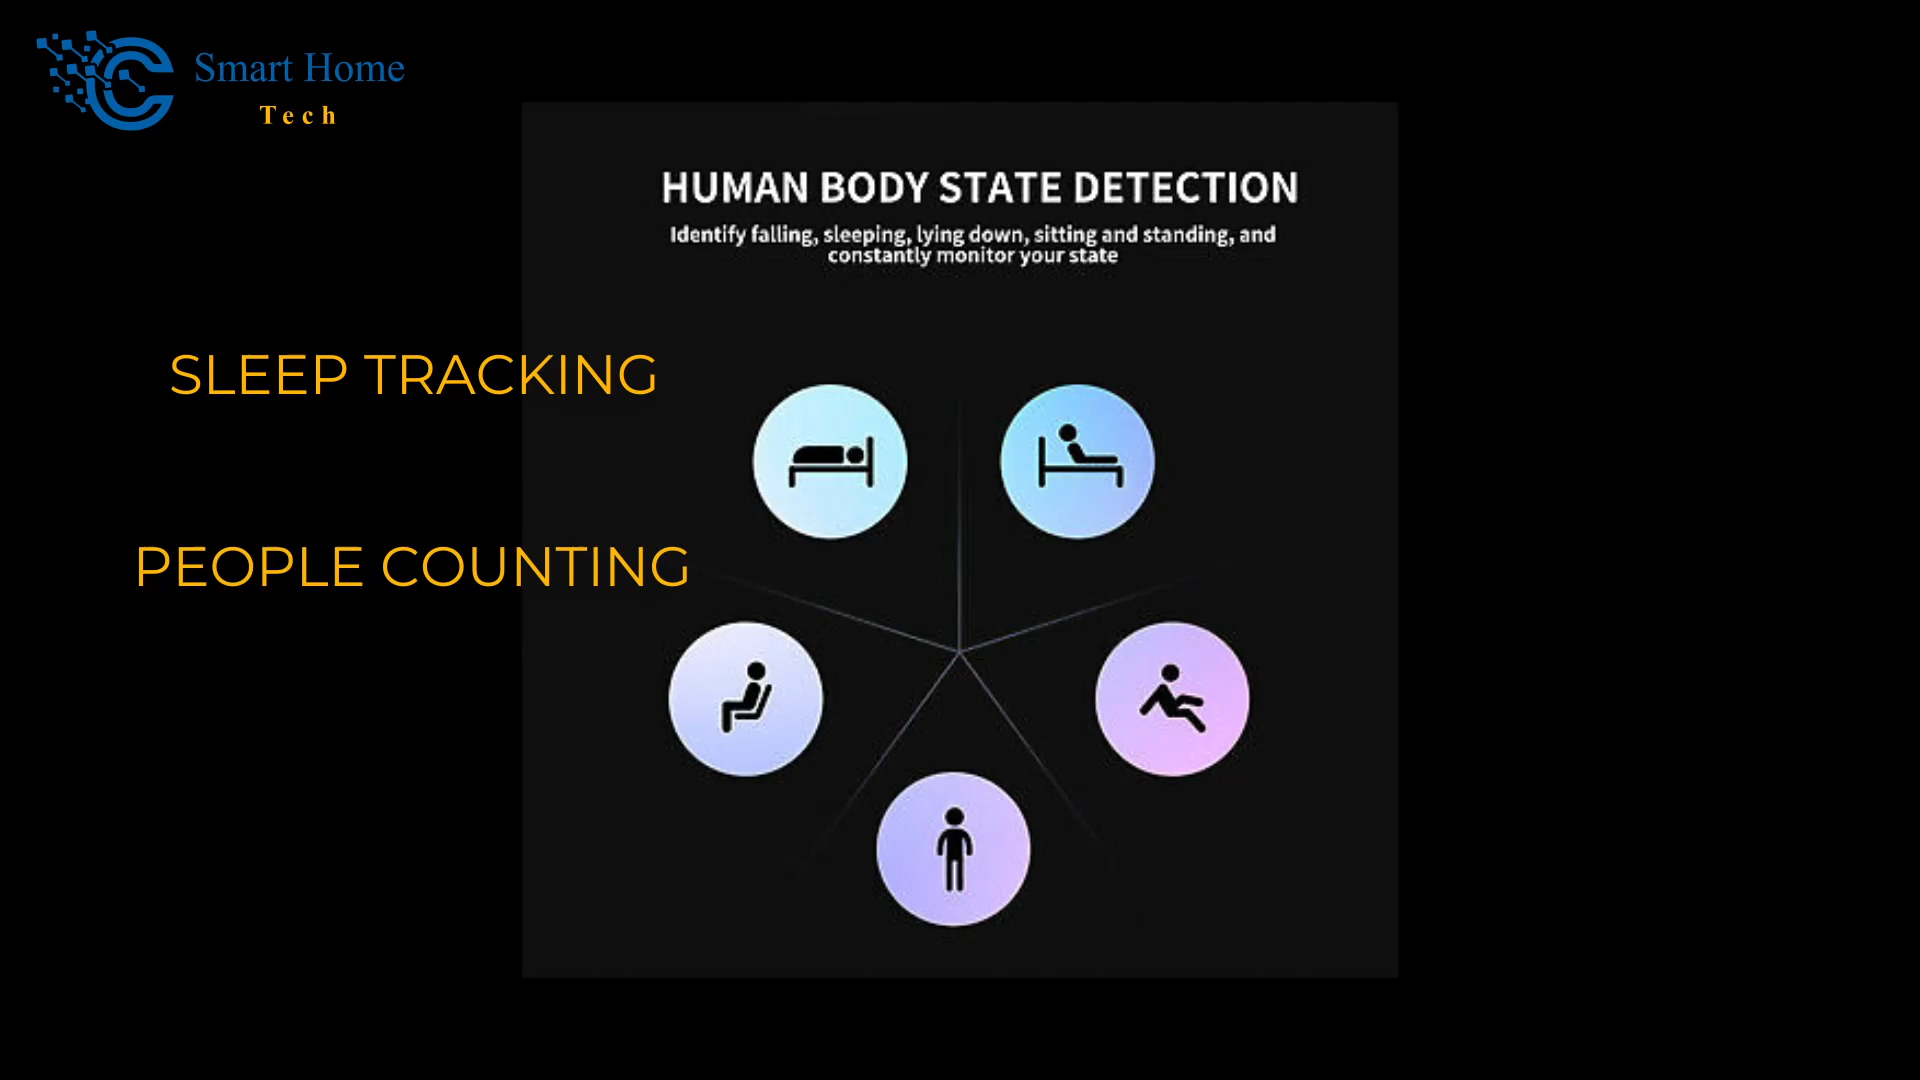 Smart Home
Tech
HUMAN BODY STATE DETECTION
Identify falling, sleeping, lying down, sitting and standing, and
constantly monitor your state
SLEEP TRACKING
PEOPLE COUNTING